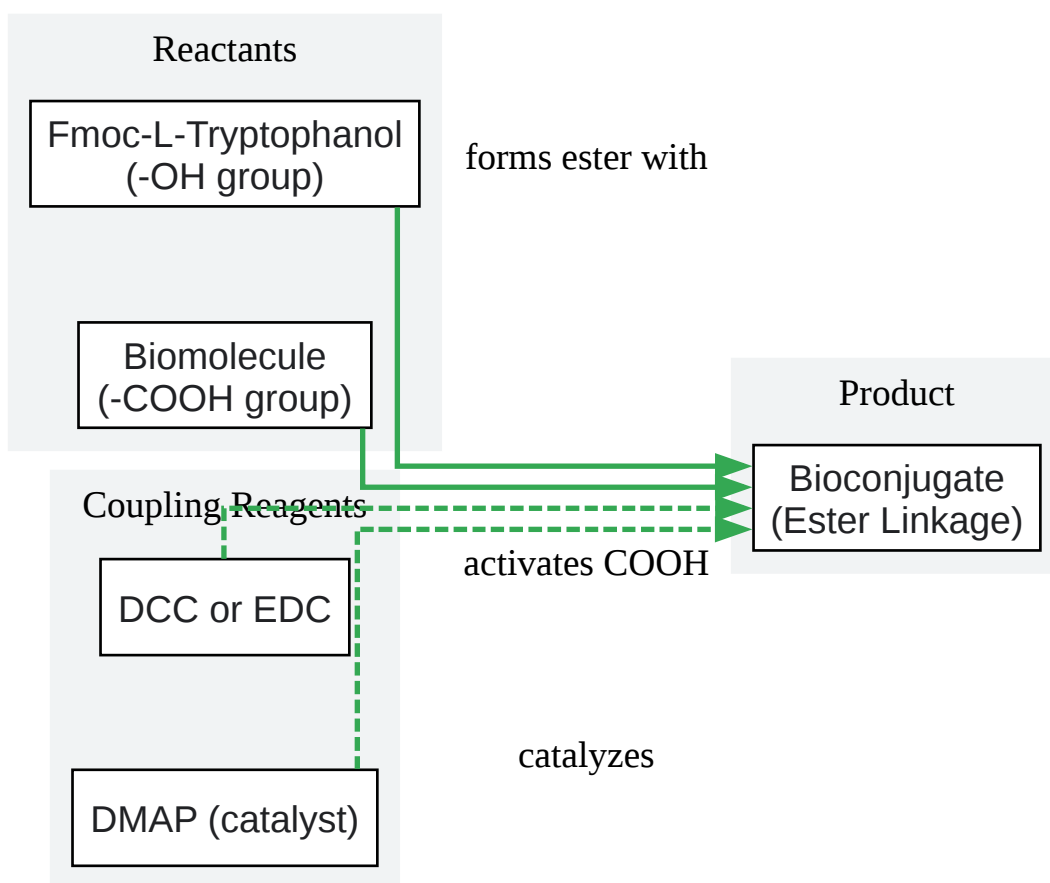 Reactants
Fmoc-L-Tryptophanol
(-OH group)
forms ester with
Biomolecule
(-COOH group)
Product
Bioconjugate
(Ester Linkage)
Coupling Reagents
activates COOH
DCC or EDC
catalyzes
DMAP (catalyst)